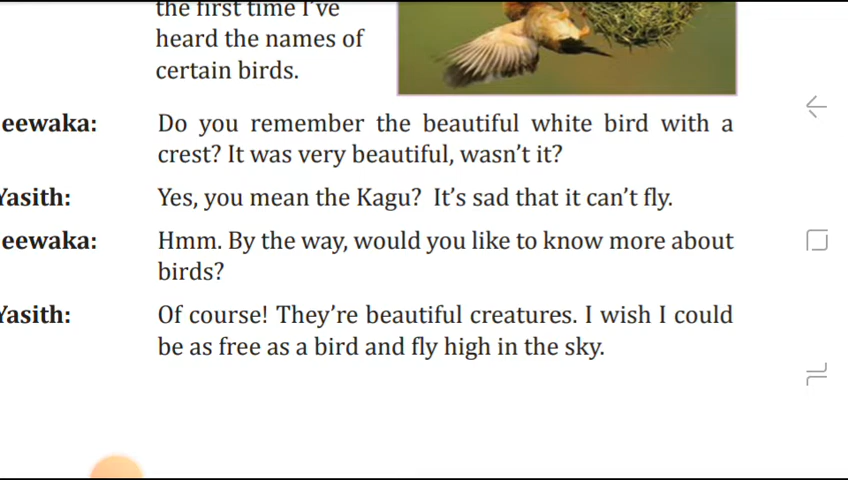 the first time I've
heard the names of
certain birds.
eewaka: Do you remember the beautiful white bird with a
crest? It was very beautiful, wasn't it?
Yasith: Yes, you mean the Kagu? It's sad that it can't fly.
eewaka: Hmm. By the way, would you like to know more about
birds?
Yasith: Of course! They're beautiful creatures. I wish I could
be as free as a bird and fly high in the sky.